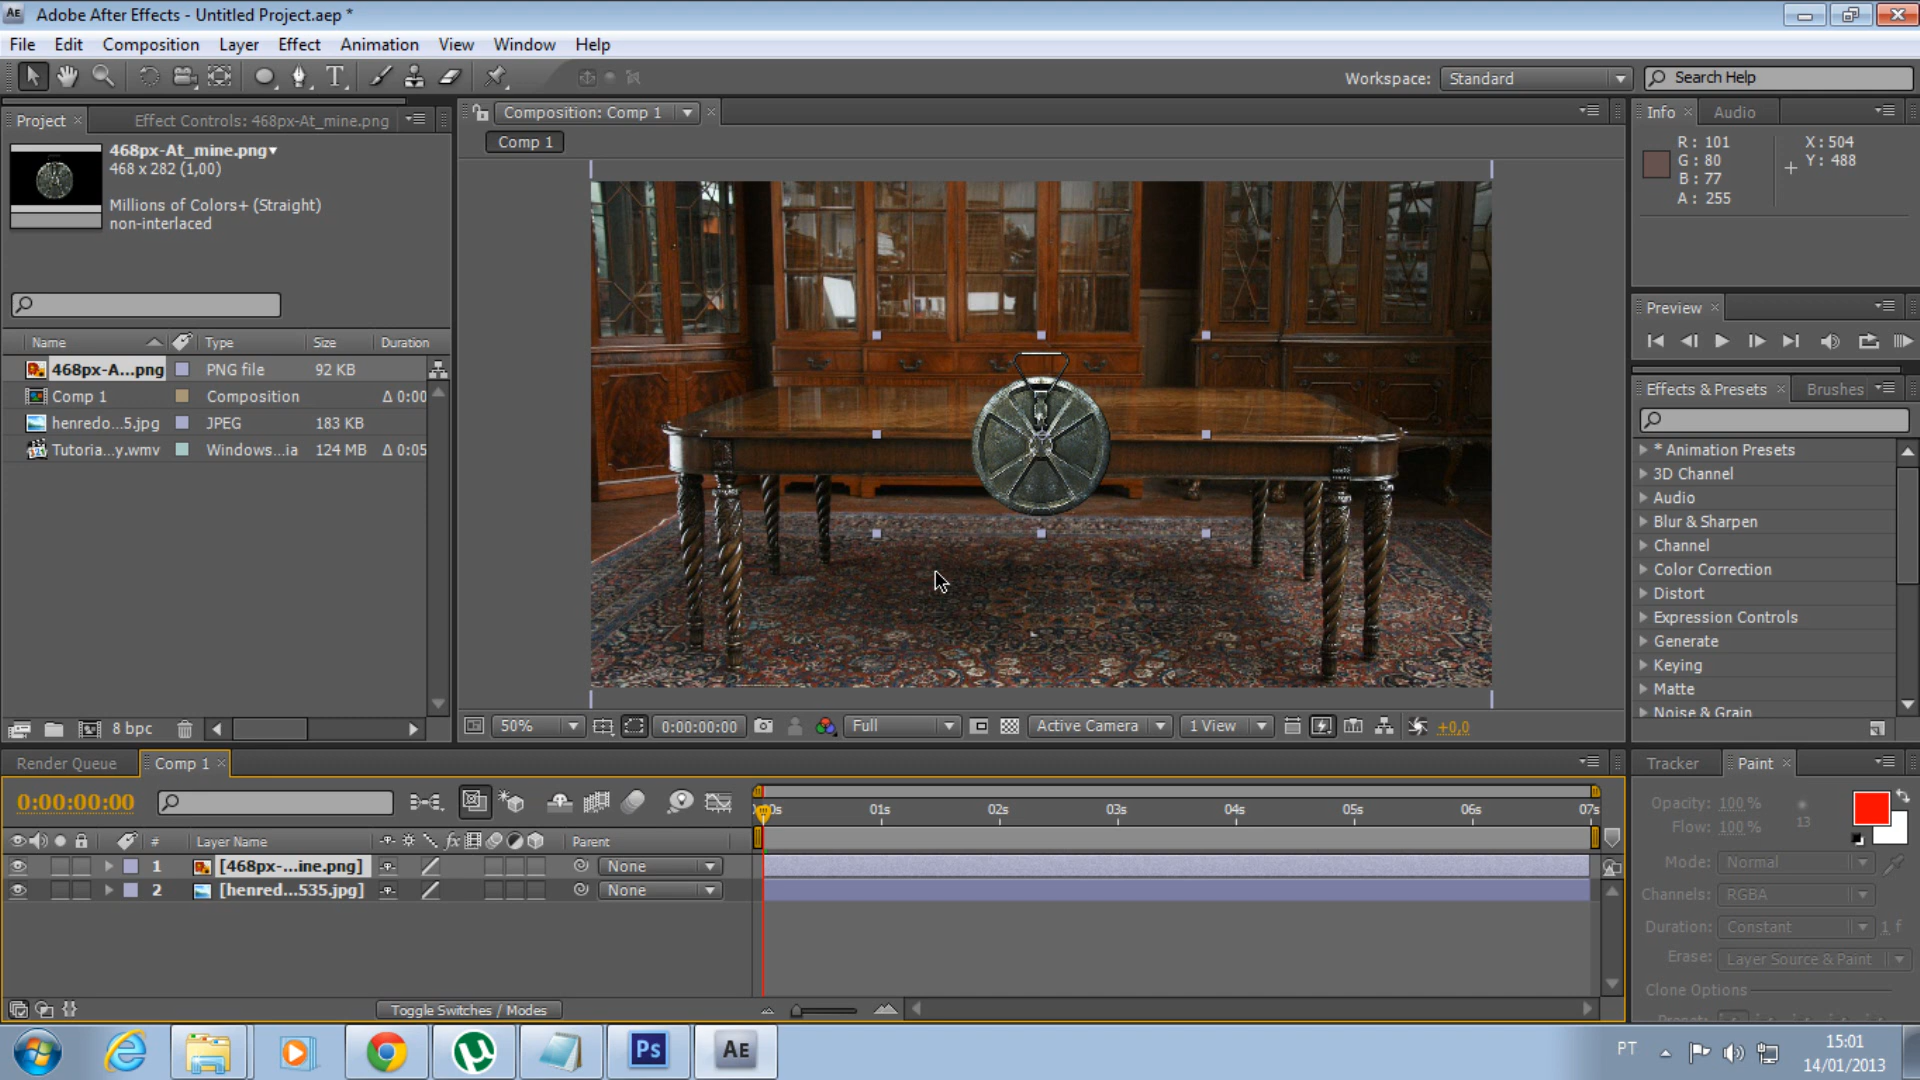 AE Adobe After Effects - Untitled Project.aep *
File Edit Composition Layer Effect Animation View Window Help
Workspace: Standard Search Help
Project Effect Controls: 468px-At_mine.png
468px-At_mine.png
468 x 282 (1,00)
Millions of Colors+ (Straight)
non-interlaced
Name Type Size Duration
468px-A...png PNG file 92 KB
Comp 1 Composition Δ 0:00
henredo...5.jpg JPEG 183 KB
Tutoria...y.wmv Windows...ia 124 MB Δ 0:05
8 bpc
Composition: Comp 1
Comp 1
50% 0:00:00:00 Full Active Camera 1 View +0,0
Info Audio
R: 101 X: 504
G: 80 Y: 488
B: 77
A: 255
Preview
Effects & Presets Brushes
* Animation Presets
3D Channel
Audio
Blur & Sharpen
Channel
Color Correction
Distort
Expression Controls
Generate
Keying
Matte
Noise & Grain
Render Queue Comp 1
0:00:00:00
01s 02s 03s 04s 05s 06s 07s
# Layer Name fx Parent
1 [468px-...ine.png] None
2 [henred...535.jpg] None
Toggle Switches / Modes
Tracker Paint
Opacity: 100 %
Flow: 100 % 13
Mode: Normal
Channels: RGBA
Duration: Constant 1 f
Erase: Layer Source & Paint
Clone Options
Ps AE
PT 15:01
14/01/2013